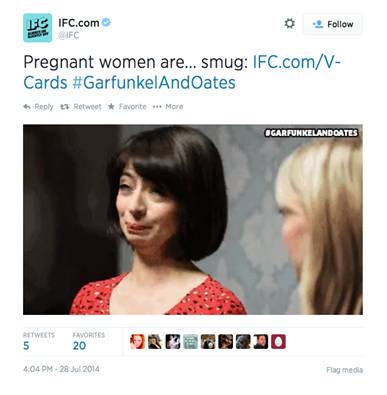 IFC
IFC.com
@IFC
Follow
Pregnant women are... smug: IFC.com/V-
Cards #GarfunkelAndOates
Reply Retweet Favorite More
#GARFUNKELANDOATES
RETWEETS FAVORITES
5 20
4:04 PM - 28 Jul 2014 Flag media